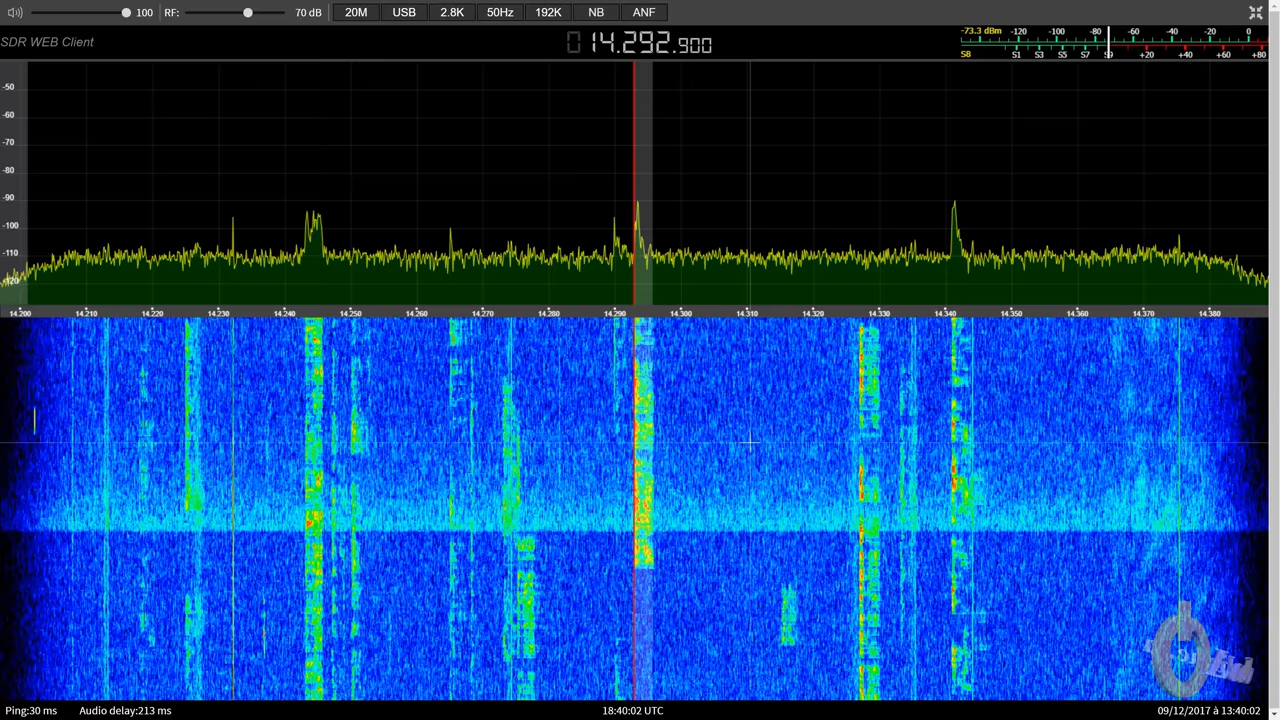 100 RF: 70 dB 20M USB 2.8K 50Hz 192K NB ANF
SDR WEB Client
014.292.900
-73.3 dBm -120 -100 -80 -60 -40 -20 0
S8 S1 S3 S5 S7 S9 +20 +40 +60 +80
-50
-60
-70
-80
-90
-100
-110
-120
14.200 14.210 14.220 14.230 14.240 14.250 14.260 14.270 14.280 14.290 14.300 14.310 14.320 14.330 14.340 14.350 14.360 14.370 14.380
Ping:30 ms Audio delay:213 ms 18:40:02 UTC 09/12/2017 à 13:40:02